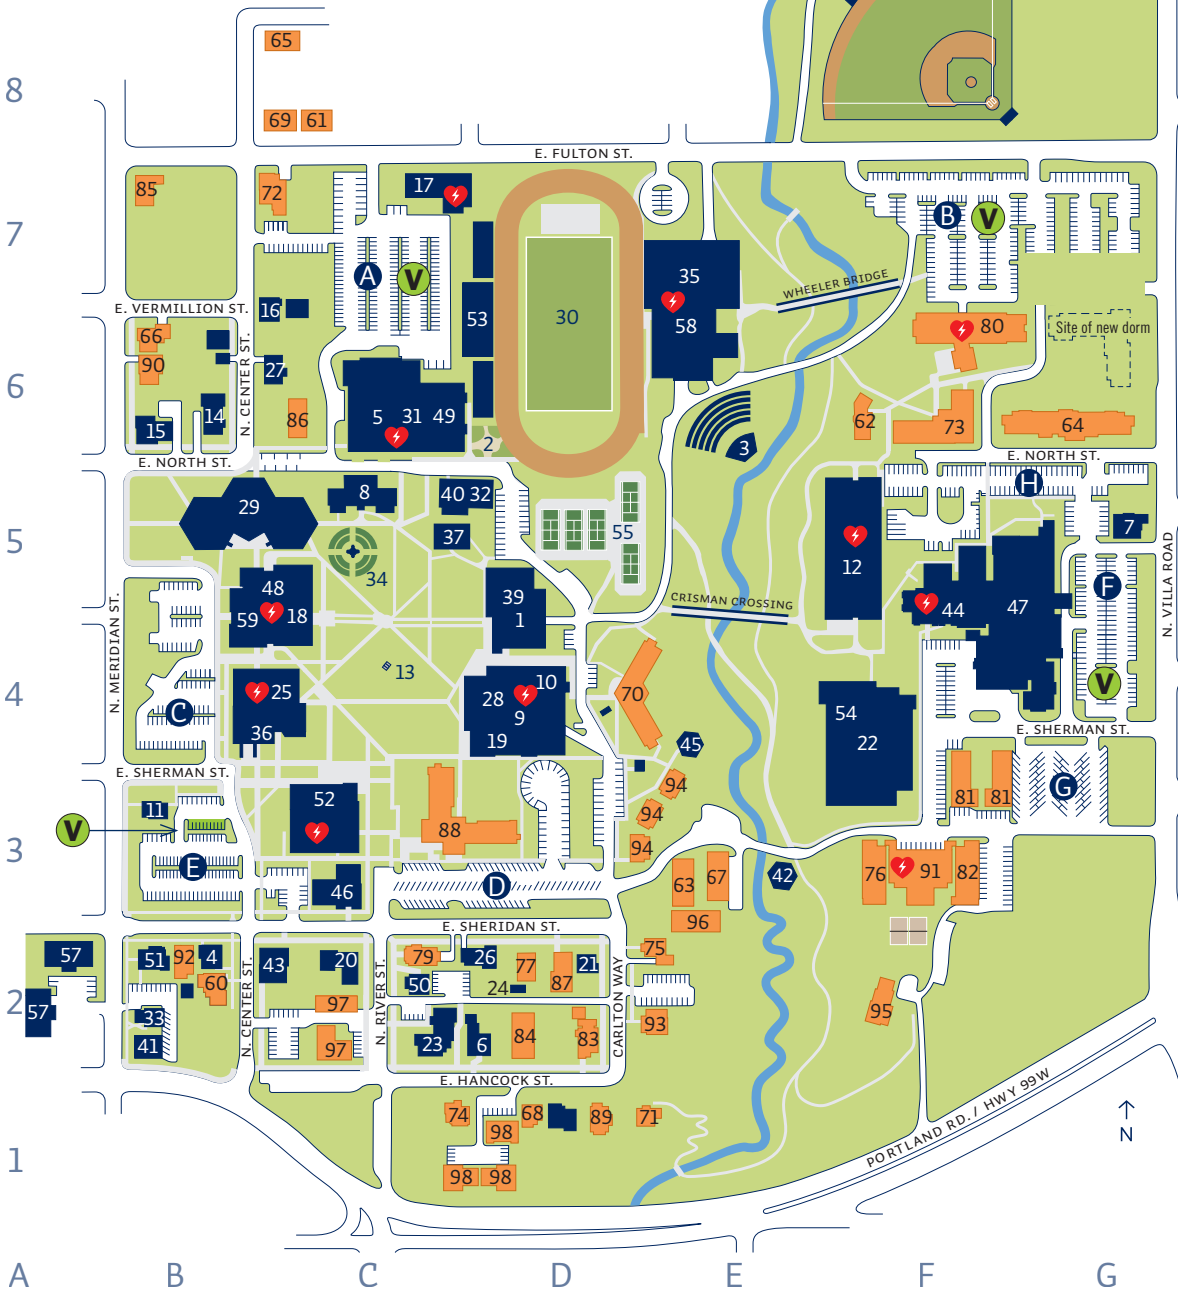 65
8
69 61
E. FULTON ST.
85
72
17
B V
7
A V
35
WHEELER BRIDGE
E. VERMILLION ST.
16
53
30
58
80
Site of new dorm
66
90
N. CENTER ST.
27
6
86
5 31 49
14
15
2
3
62
73
64
E. NORTH ST.
E. NORTH ST.
H
29
8
40 32
37
55
7
5
34
12
N. VILLA ROAD
48
59 18
39
1
CRISMAN CROSSING
44
47
F
N. MERIDIAN ST.
13
4
25
36
C
28 10
9
19
70
45
54
22
V
E. SHERMAN ST.
E. SHERMAN ST.
V
11
52
88
94
94
94
81 81
G
3
E
46
D
63 67
42
76 91 82
96
E. SHERIDAN ST.
57
51 92 4
60
43
20
79
26
77
87
21
75
50
24
2
57
33
41
N. CENTER ST.
97
97
N. RIVER ST.
23 6
84
83
CARLTON WAY
93
95
E. HANCOCK ST.
74
68
89
71
98
98 98
PORTLAND RD. / HWY 99W
N
1
A B C D E F G